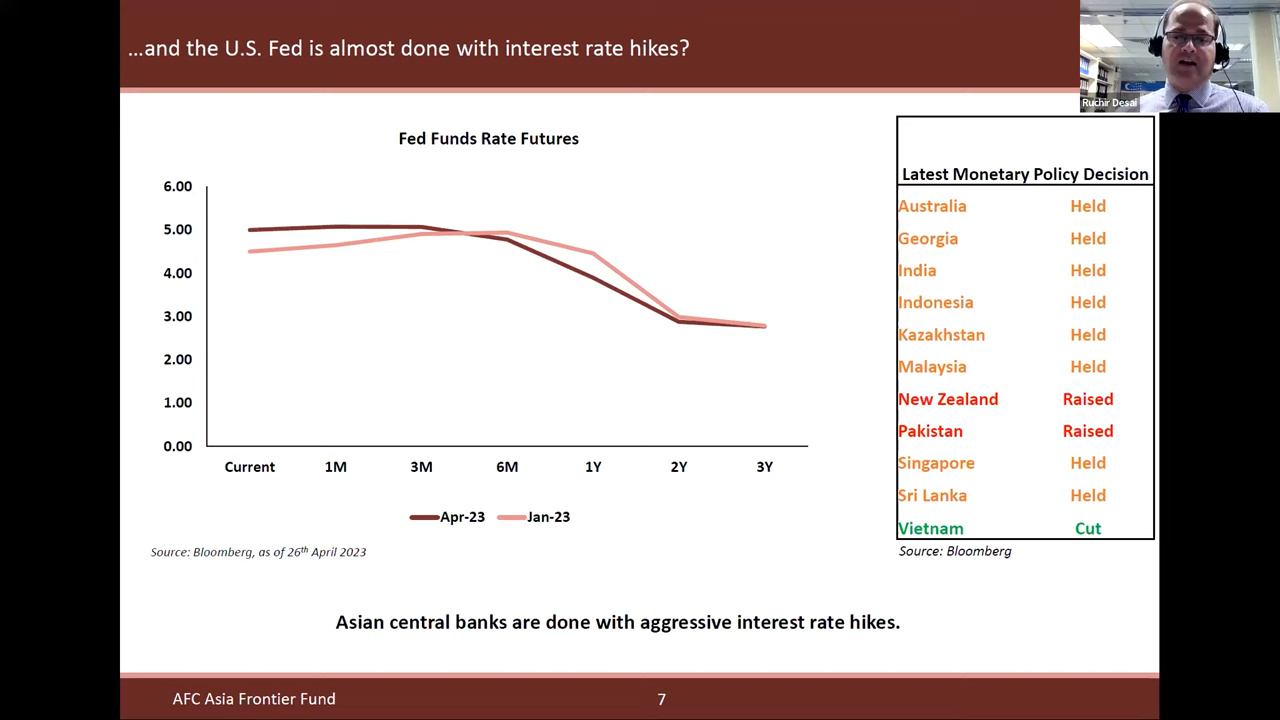 ...and the U.S. Fed is almost done with interest rate hikes?
Ruchir Desai
Fed Funds Rate Futures
6.00
5.00
4.00
3.00
2.00
1.00
0.00
Current 1M 3M 6M 1Y 2Y 3Y
Apr-23 Jan-23
Source: Bloomberg, as of 26th April 2023
Latest Monetary Policy Decision
Australia Held
Georgia Held
India Held
Indonesia Held
Kazakhstan Held
Malaysia Held
New Zealand Raised
Pakistan Raised
Singapore Held
Sri Lanka Held
Vietnam Cut
Source: Bloomberg
Asian central banks are done with aggressive interest rate hikes.
AFC Asia Frontier Fund
7